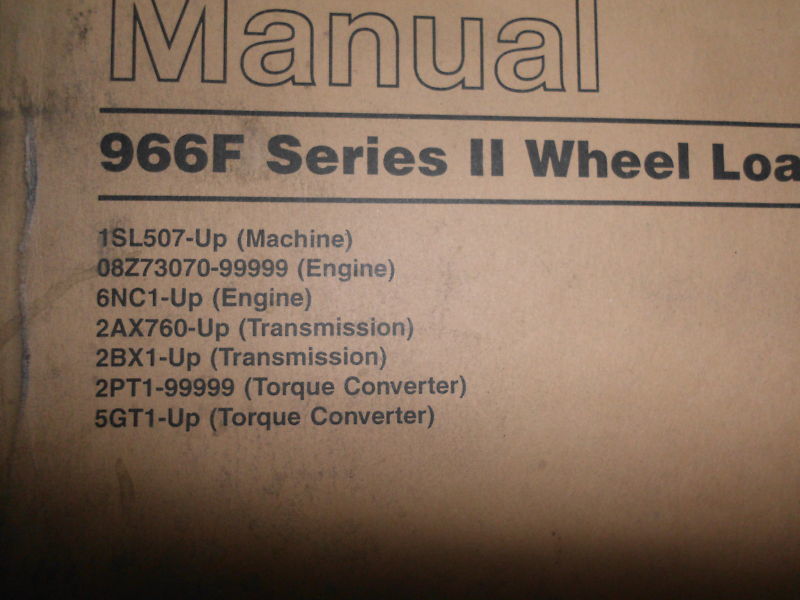 Manual
966F Series II Wheel Loa
1SL507-Up (Machine)
08Z73070-99999 (Engine)
6NC1-Up (Engine)
2AX760-Up (Transmission)
2BX1-Up (Transmission)
2PT1-99999 (Torque Converter)
5GT1-Up (Torque Converter)